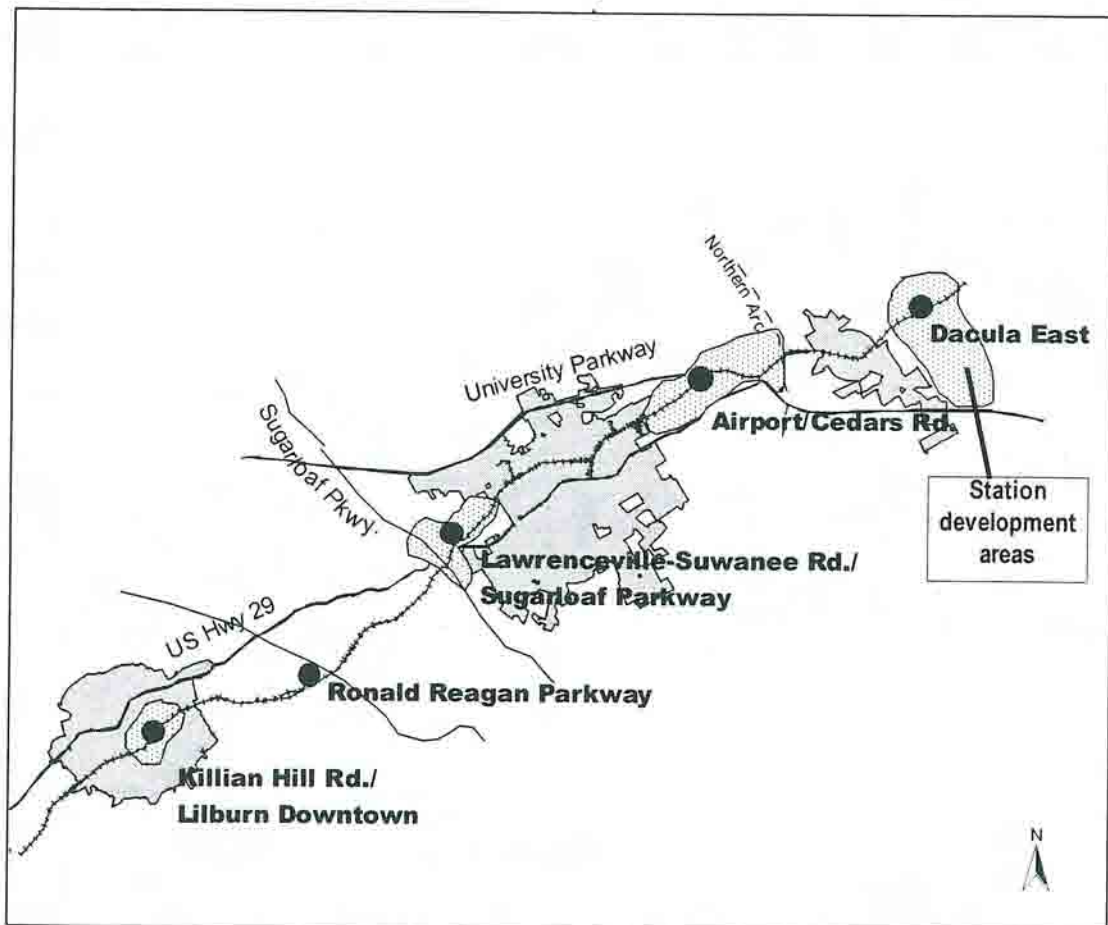 Northern Arc
Dacula East
University Parkway
Airport/Cedars Rd.
Sugarloaf Pkwy.
Station
development
areas
Lawrenceville-Suwanee Rd./
Sugarloaf Parkway
US Hwy 29
Ronald Reagan Parkway
Killian Hill Rd./
Lilburn Downtown
N